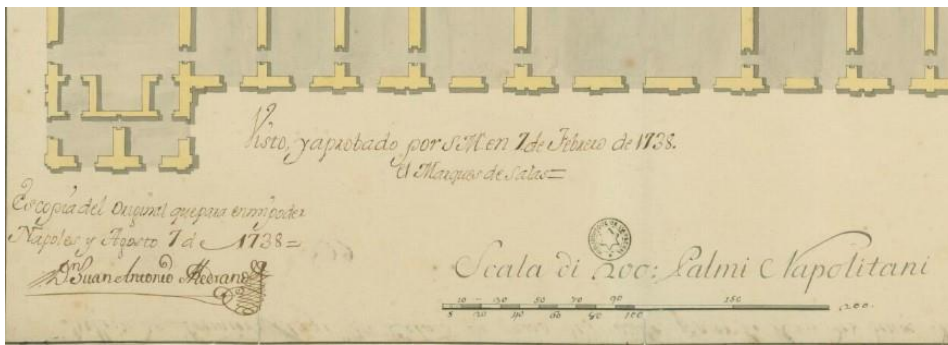 Visto, y aprobado por S.M. en 7 de Febrero de 1738.
El Marques de Salas=
Es copia del Original que para en mi poder
Napoles y Agosto 7 de 1738=
Dn. Juan Antonio Medrano
Scala di 200: Palmi Napolitani
10 30 50 70 90 150
5 20 40 60 80 100 200.